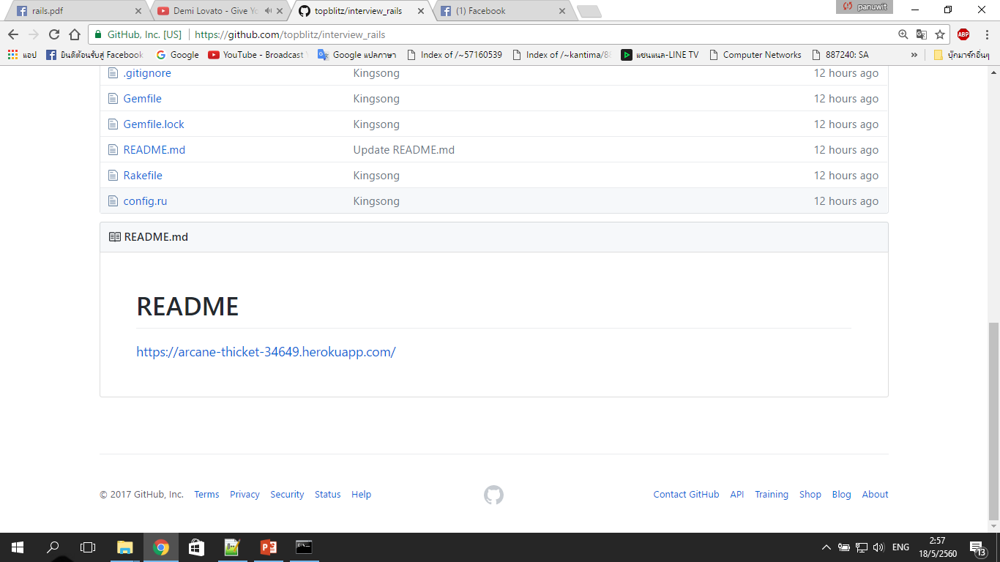 rails.pdf
Demi Lovato - Give Yo
topblitz/interview_rails
(1) Facebook
panuwit
GitHub, Inc. [US]
https://github.com/topblitz/interview_rails
ABP
แอป
ยินดีต้อนรับสู่ Facebook
Google
YouTube - Broadcast Y
Google แปลภาษา
Index of /~57160539
Index of /~kantima/88
แชนแนล-LINE TV
Computer Networks
887240: SA
»
บุ๊กมาร์กอื่นๆ
.gitignore Kingsong 12 hours ago
Gemfile Kingsong 12 hours ago
Gemfile.lock Kingsong 12 hours ago
README.md Update README.md 12 hours ago
Rakefile Kingsong 12 hours ago
config.ru Kingsong 12 hours ago
README.md
README
https://arcane-thicket-34649.herokuapp.com/
© 2017 GitHub, Inc. Terms Privacy Security Status Help
Contact GitHub API Training Shop Blog About
ENG
2:57
18/5/2560
13